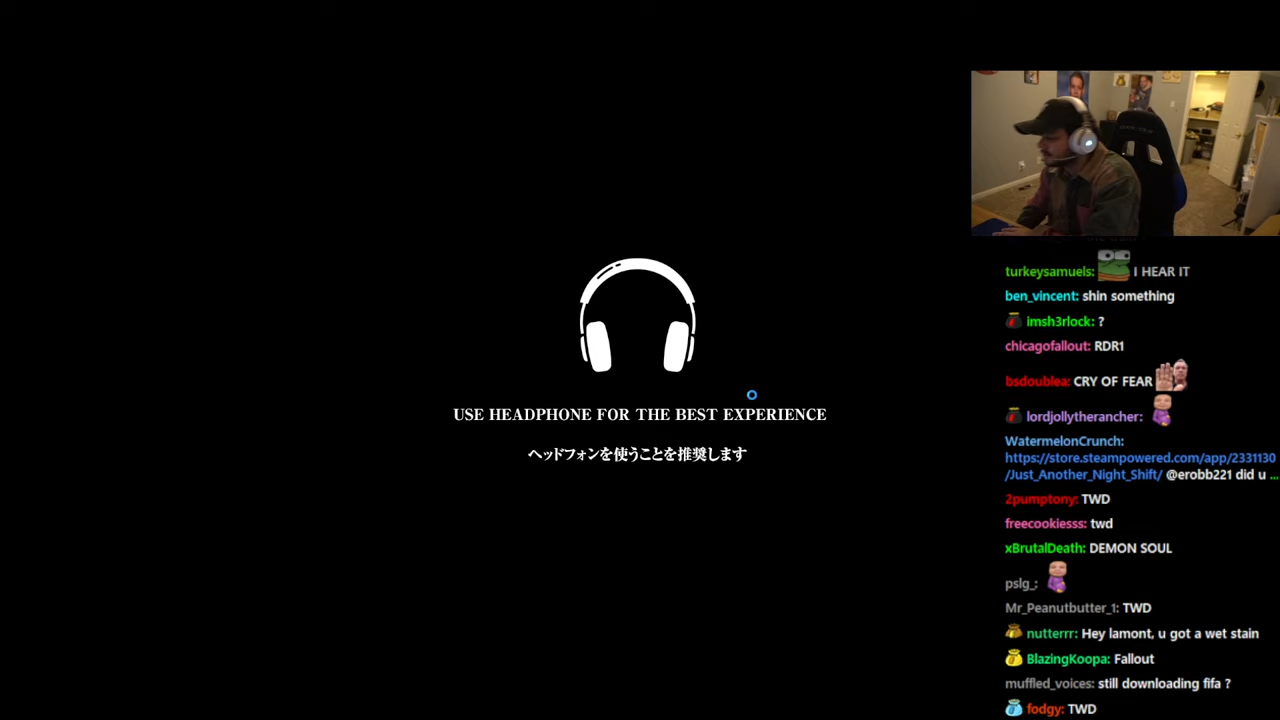 USE HEADPHONE FOR THE BEST EXPERIENCE
ヘッドフォンを使うことを推奨します
turkeysamuels: I HEAR IT
ben_vincent: shin something
imsh3rlock: ?
chicagofallout: RDR1
bsdoublea: CRY OF FEAR
lordjollytherancher:
WatermelonCrunch:
https://store.steampowered.com/app/2331130
/Just_Another_Night_Shift/ @erobb221 did u ...
2pumptony: TWD
freecookiesss: twd
xBrutalDeath: DEMON SOUL
pslg_:
Mr_Peanutbutter_1: TWD
nutterrr: Hey lamont, u got a wet stain
BlazingKoopa: Fallout
muffled_voices: still downloading fifa ?
fodgy: TWD